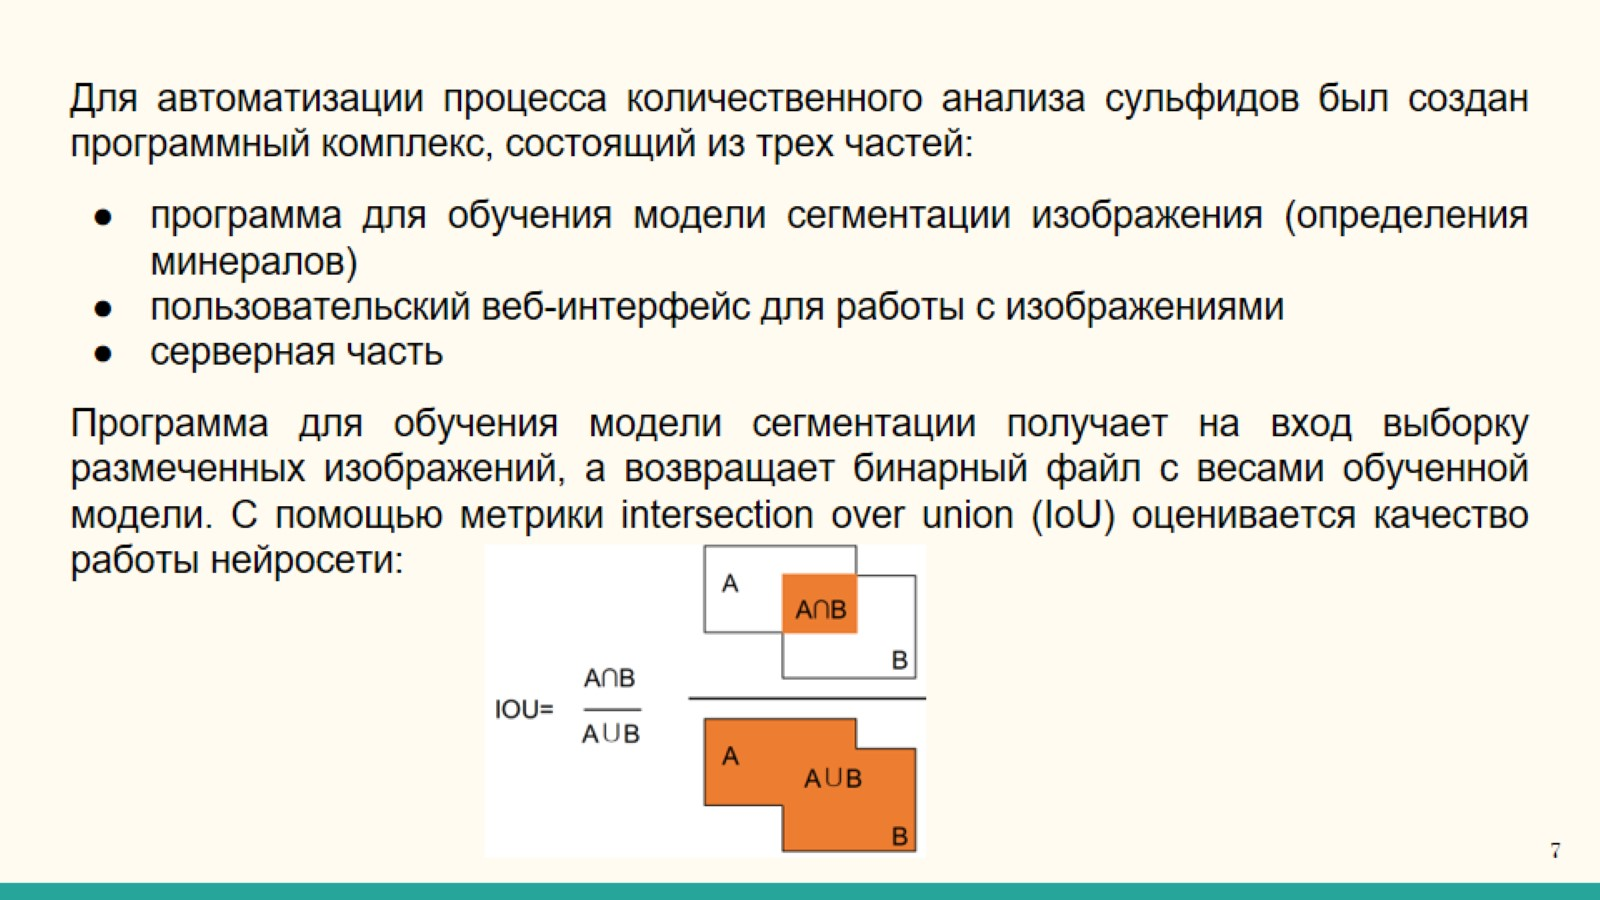 Для автоматизации процесса количественного анализа сульфидов был создан
программный комплекс, состоящий из трех частей:
● программа для обучения модели сегментации изображения (определения
минералов)
● пользовательский веб-интерфейс для работы с изображениями
● серверная часть
Программа для обучения модели сегментации получает на вход выборку
размеченных изображений, а возвращает бинарный файл с весами обученной
модели. С помощью метрики intersection over union (IoU) оценивается качество
работы нейросети:
A
A∩B
B
A∩B
IOU=
A∪B
A
A∪B
B
7